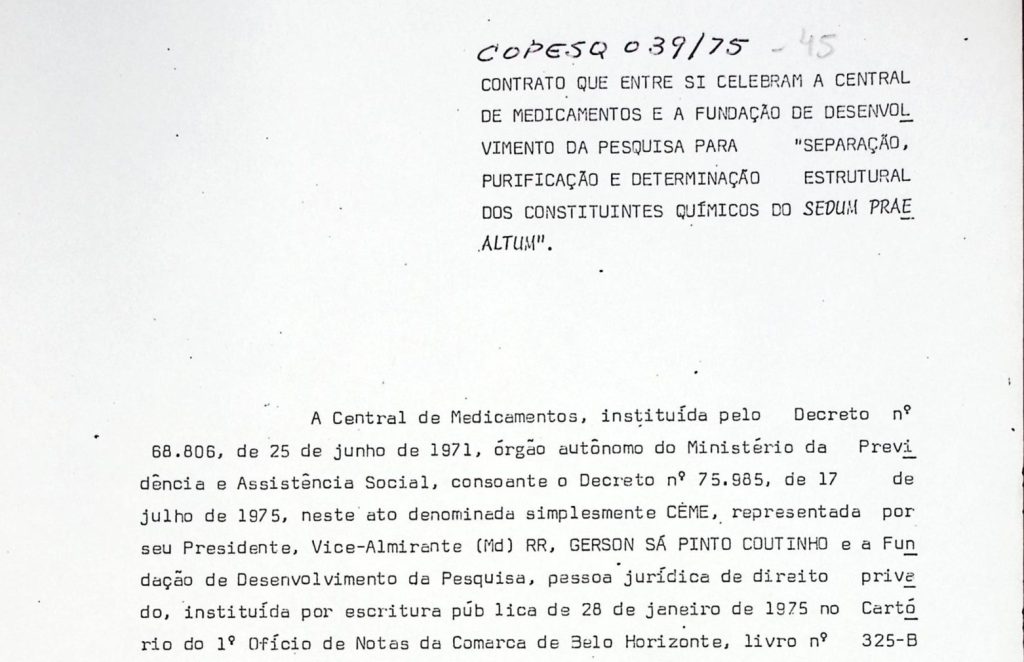 COPESQ 039/75 - 45
CONTRATO QUE ENTRE SI CELEBRAM A CENTRAL
DE MEDICAMENTOS E A FUNDAÇÃO DE DESENVOL
VIMENTO DA PESQUISA PARA "SEPARAÇÃO,
PURIFICAÇÃO E DETERMINAÇÃO ESTRUTURAL
DOS CONSTITUINTES QUÍMICOS DO SEDUM PRAE
ALTUM".
A Central de Medicamentos, instituída pelo Decreto nº
68.806, de 25 de junho de 1971, órgão autônomo do Ministério da Previ
dência e Assistência Social, consoante o Decreto nº 75.985, de 17 de
julho de 1975, neste ato denominada simplesmente CEME, representada por
seu Presidente, Vice-Almirante (Md) RR, GERSON SÁ PINTO COUTINHO e a Fun
dação de Desenvolvimento da Pesquisa, pessoa jurídica de direito priva
do, instituída por escritura púb lica de 28 de janeiro de 1975 no Cartó
rio do 1º Ofício de Notas da Comarca de Belo Horizonte, livro nº 325-B